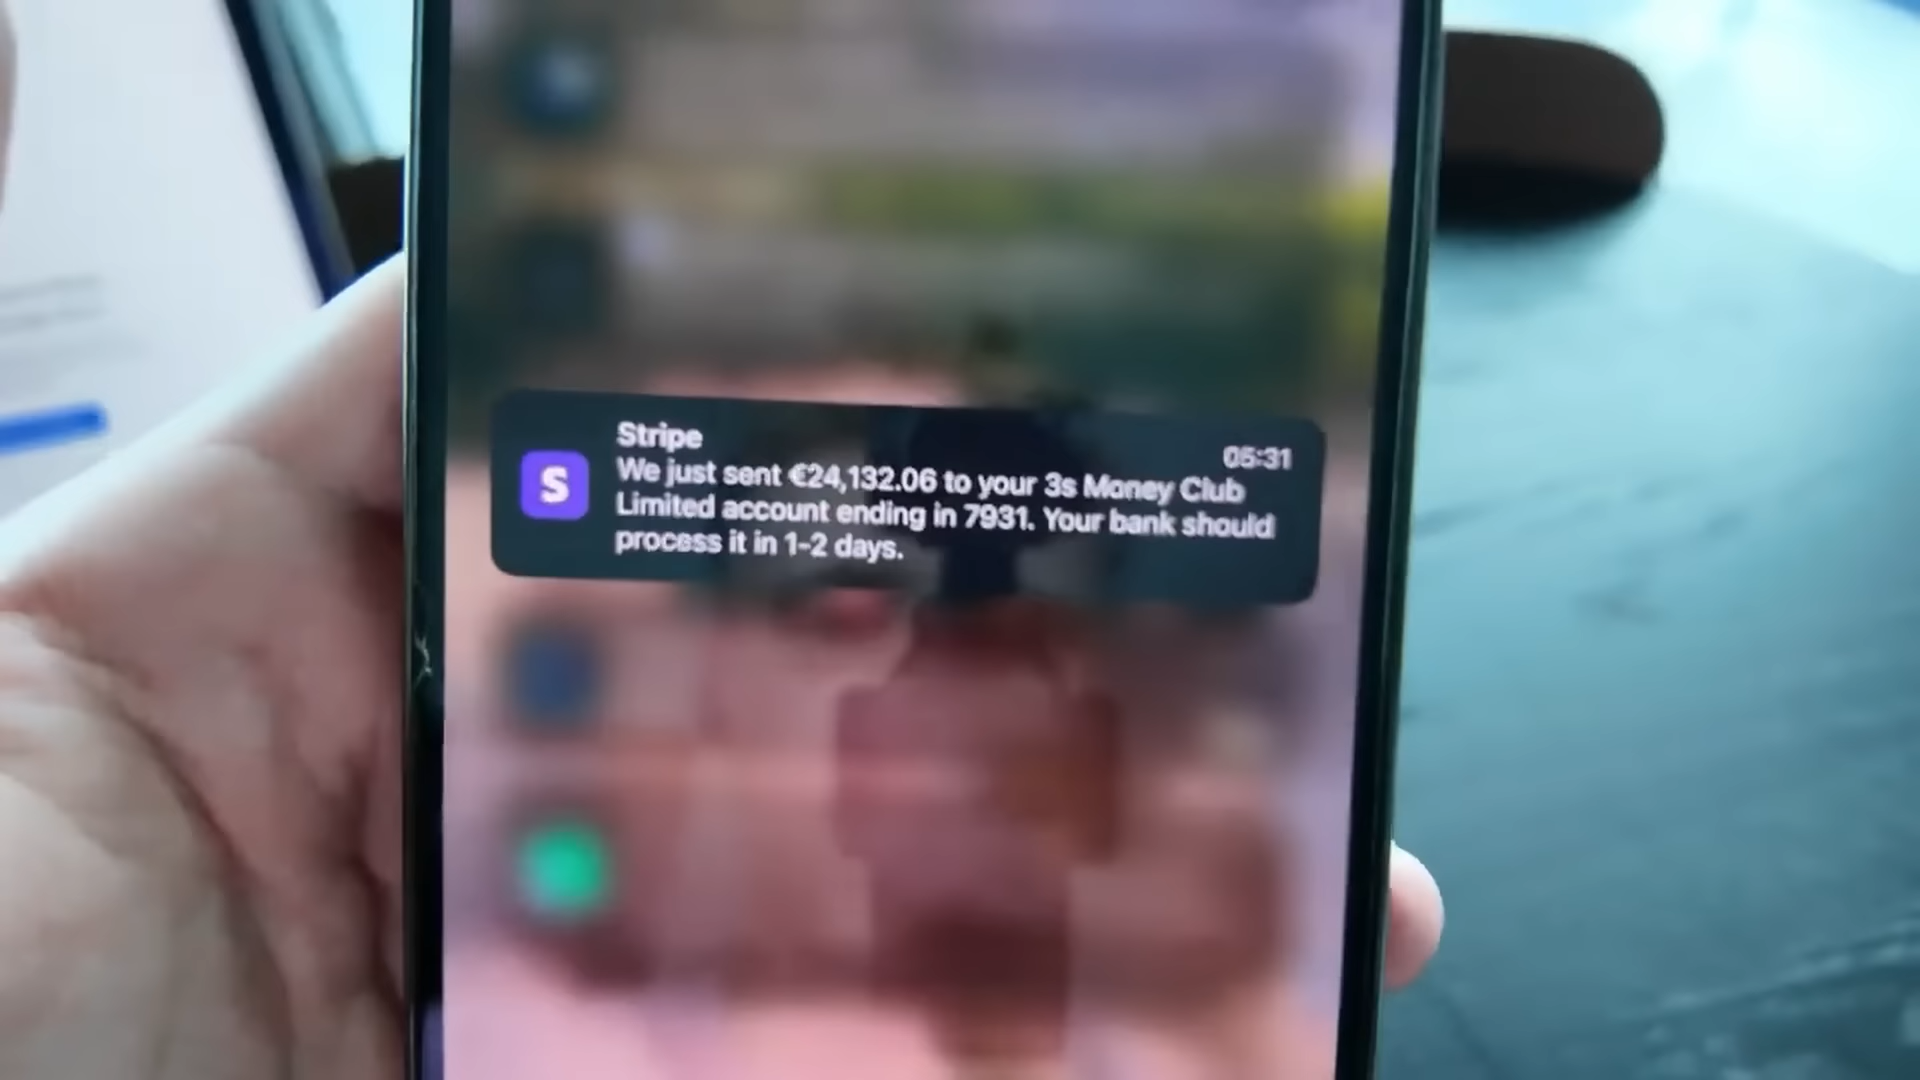 Stripe
05:31
We just sent €24,132.06 to your 3s Money Club
Limited account ending in 7931. Your bank should
process it in 1-2 days.